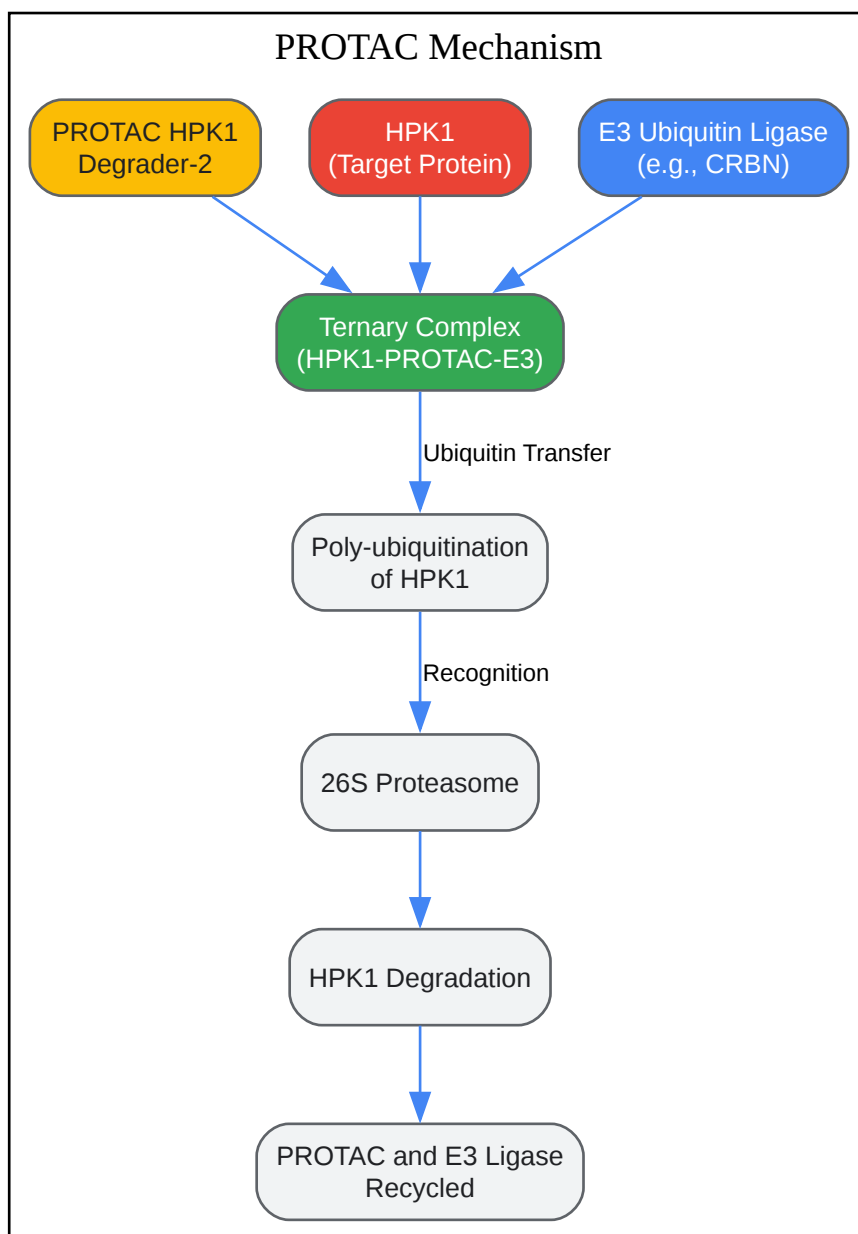 PROTAC Mechanism
PROTAC HPK1
Degrader-2
HPK1
(Target Protein)
E3 Ubiquitin Ligase
(e.g., CRBN)
Ternary Complex
(HPK1-PROTAC-E3)
Ubiquitin Transfer
Poly-ubiquitination
of HPK1
Recognition
26S Proteasome
HPK1 Degradation
PROTAC and E3 Ligase
Recycled